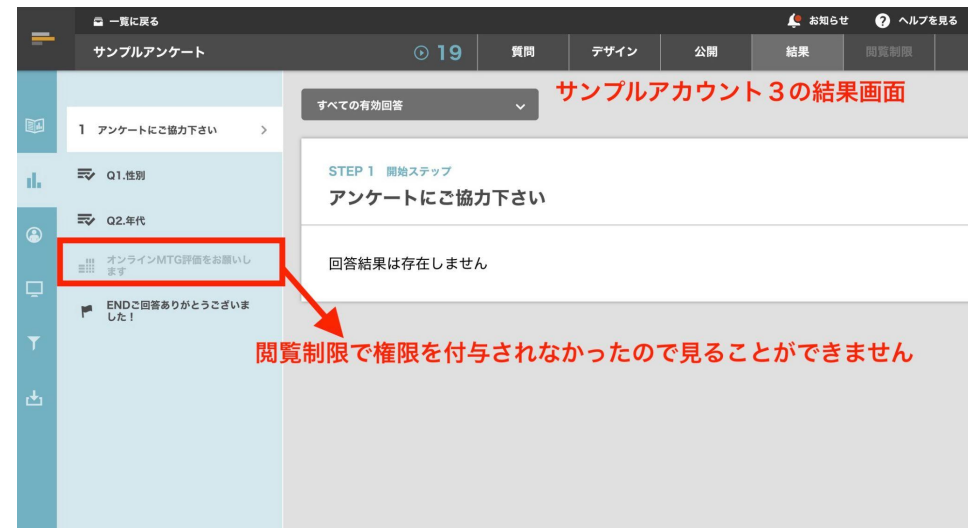 一覧に戻る
お知らせ
? ヘルプを見る
サンプルアンケート
19
質問
デザイン
公開
結果
閲覧制限
サンプルアカウント３の結果画面
すべての有効回答
1 アンケートにご協力下さい
Q1.性別
Q2.年代
オンラインMTG評価をお願いし
ます
ENDご回答ありがとうございま
した！
STEP 1 開始ステップ
アンケートにご協力下さい
回答結果は存在しません
閲覧制限で権限を付与されなかったので見ることができません